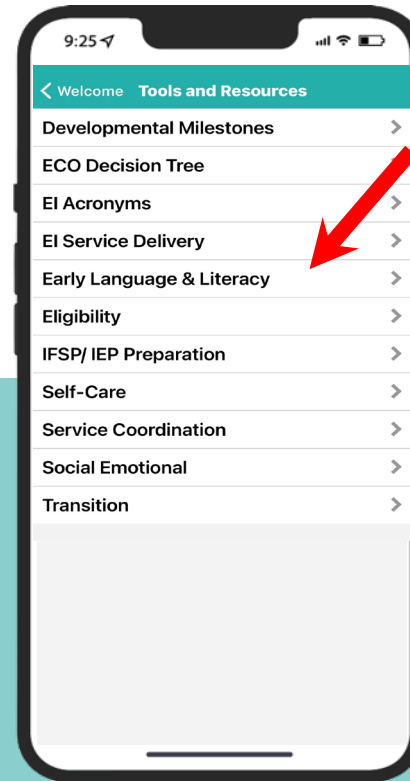 9:25
Welcome Tools and Resources
Developmental Milestones
ECO Decision Tree
EI Acronyms
EI Service Delivery
Early Language & Literacy
Eligibility
IFSP/ IEP Preparation
Self-Care
Service Coordination
Social Emotional
Transition